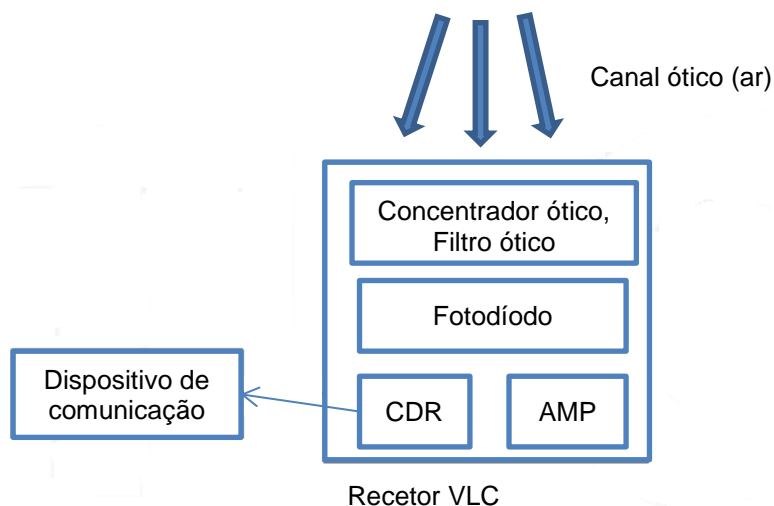 Canal ótico (ar)
Concentrador ótico,
Filtro ótico
Fotodíodo
Dispositivo de
comunicação
CDR
AMP
Recetor VLC